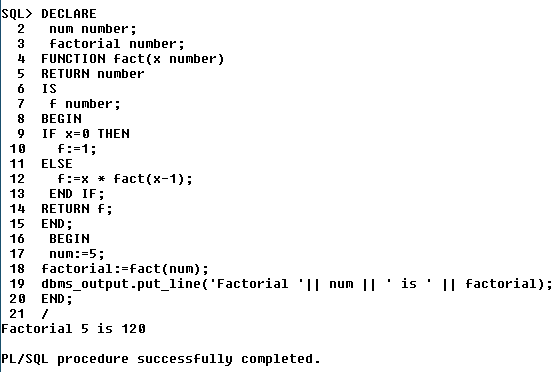 SQL> DECLARE
  2   num number;
  3   factorial number;
  4  FUNCTION fact(x number)
  5  RETURN number
  6  IS
  7   f number;
  8  BEGIN
  9  IF x=0 THEN
 10    f:=1;
 11  ELSE
 12    f:=x * fact(x-1);
 13   END IF;
 14  RETURN f;
 15  END;
 16   BEGIN
 17   num:=5;
 18  factorial:=fact(num);
 19  dbms_output.put_line('Factorial '|| num || ' is ' || factorial);
 20  END;
 21  /
Factorial 5 is 120
PL/SQL procedure successfully completed.